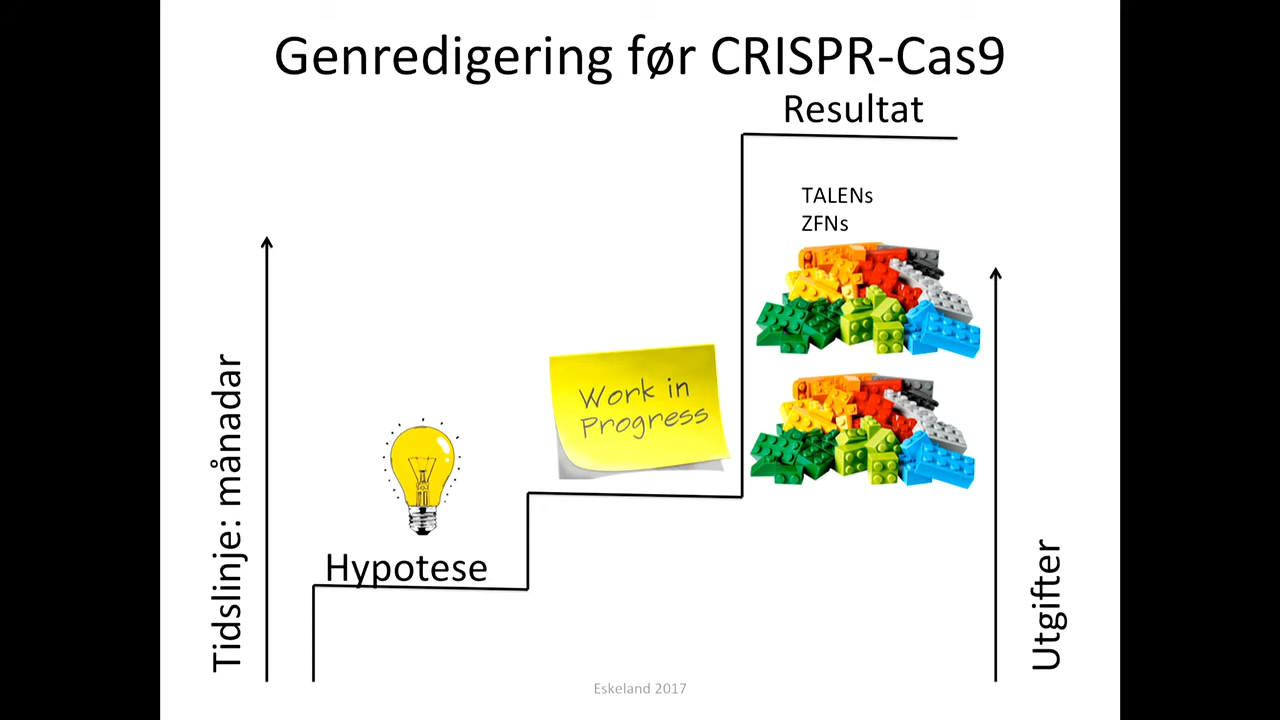 Genredigering før CRISPR-Cas9
Resultat
TALENs
ZFNs
Work in
Progress
Hypotese
Tidslinje: månadar
Utgifter
Eskeland 2017